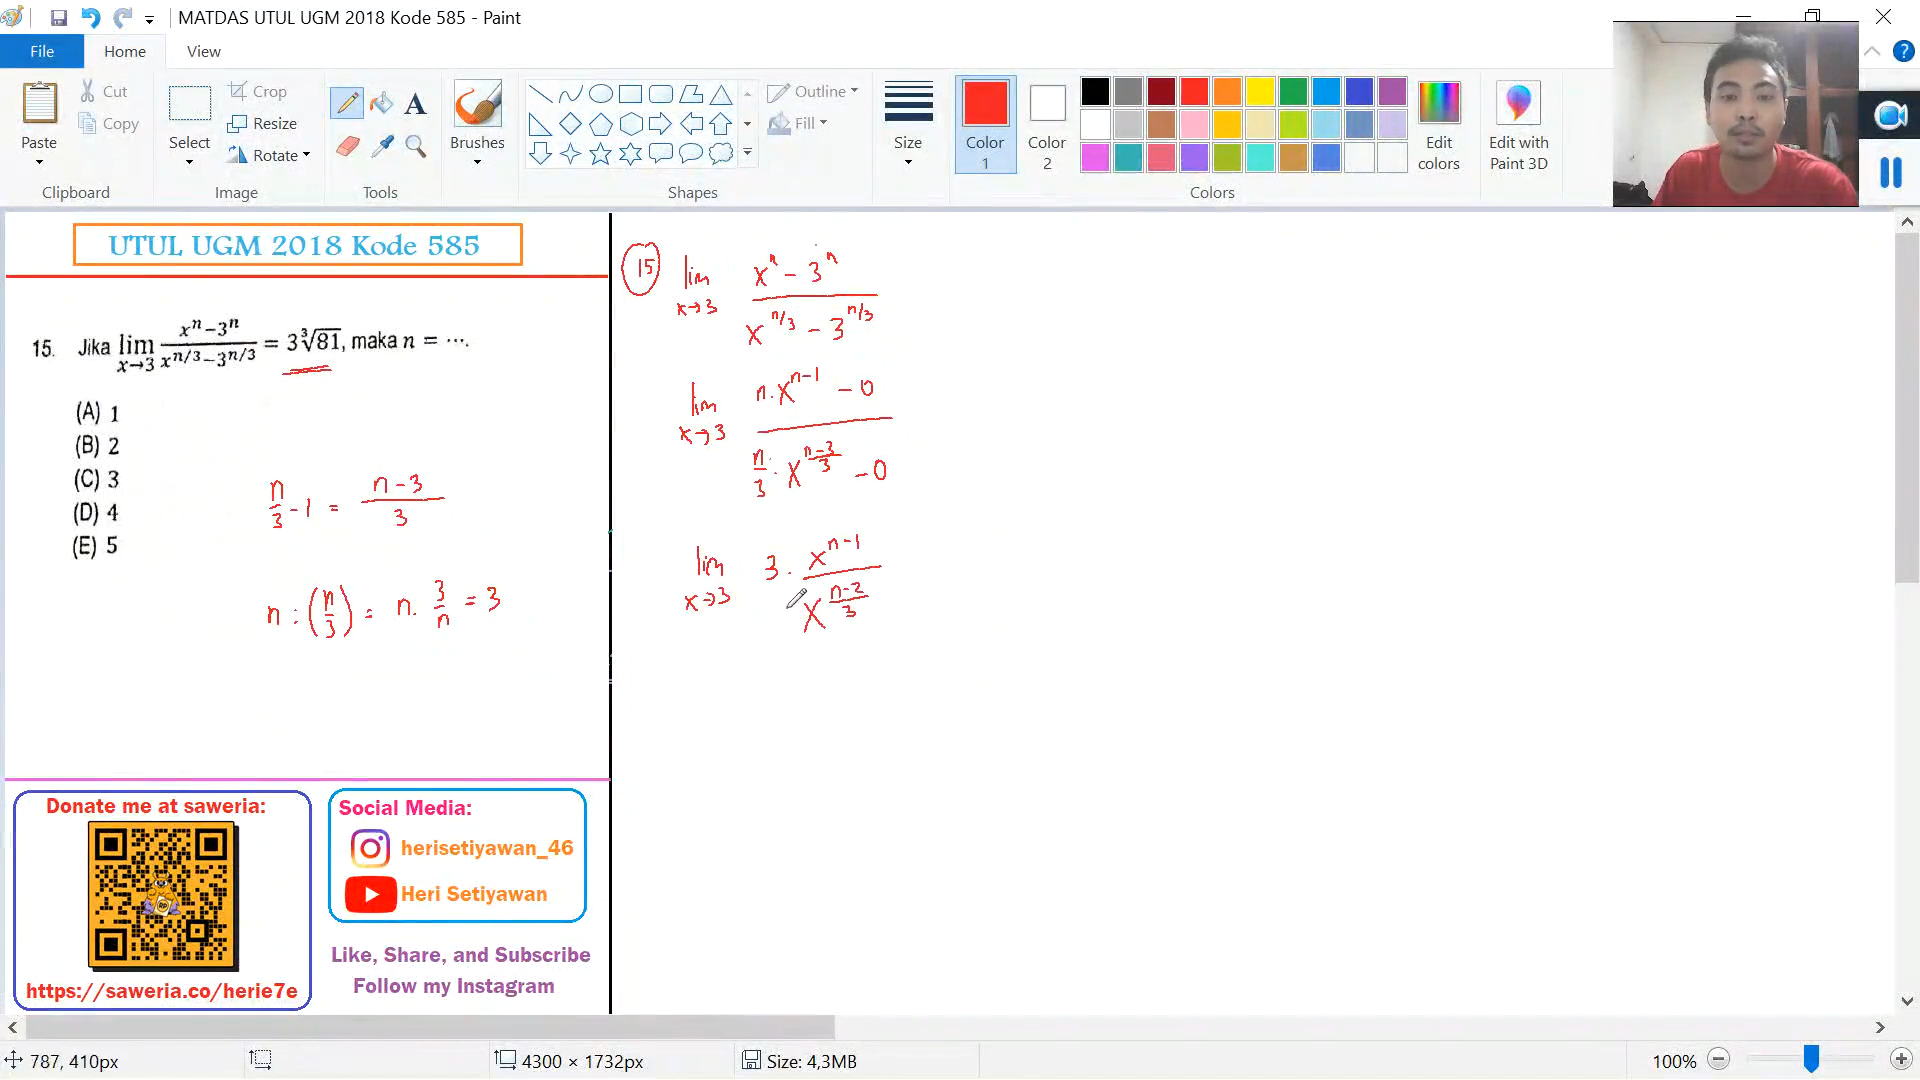 MATDAS UTUL UGM 2018 Kode 585 - Paint
File
Home
View
Paste
Cut
Copy
Clipboard
Select
Crop
Resize
Rotate
Image
A
Tools
Brushes
Outline
Fill
Shapes
Size
Color 1
Color 2
Edit colors
Edit with Paint 3D
Colors
UTUL UGM 2018 Kode 585
15. Jika lim x→3 (x^n−3^n)/(x^{n/3}−3^{n/3}) = 3∛81, maka n = ⋯.
(A) 1
(B) 2
(C) 3
(D) 4
(E) 5
n/3 - 1 = (n-3)/3
n : (n/3) = n · 3/n = 3
15 lim x→3 (x^n - 3^n)/(x^{n/3} - 3^{n/3})
lim x→3 (n·x^{n-1} - 0)/(n/3 · x^{(n-3)/3} - 0)
lim x→3 3 · x^{n-1}/x^{(n-2)/3}
Donate me at saweria:
https://saweria.co/herie7e
Social Media:
herisetiyawan_46
Heri Setiyawan
Like, Share, and Subscribe
Follow my Instagram
787, 410px
4300 × 1732px
Size: 4,3MB
100%